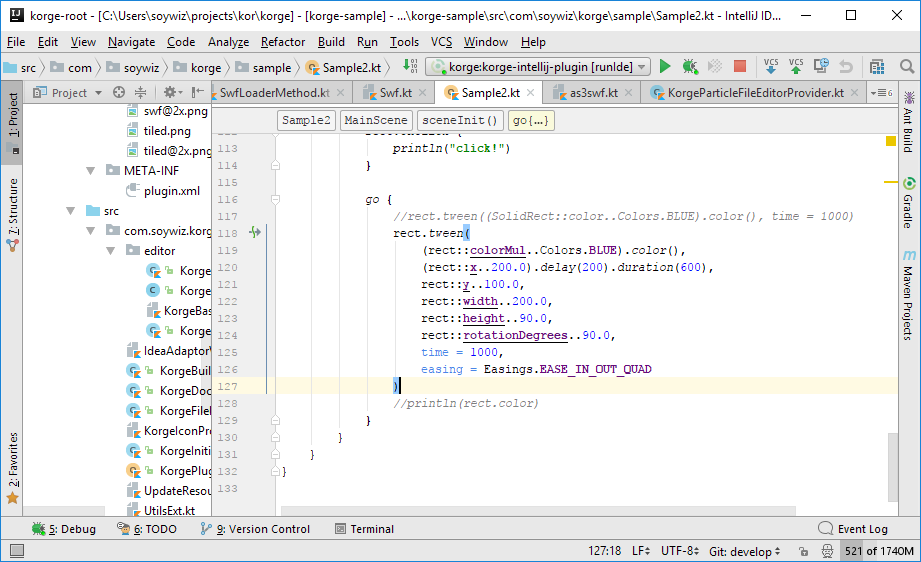 korge-root - [C:\Users\soywiz\projects\kor\korge] - [korge-sample] - ...\korge-sample\src\com\soywiz\korge\sample\Sample2.kt - IntelliJ ID...
File Edit View Navigate Code Analyze Refactor Build Run Tools VCS Window Help
src com soywiz korge sample Sample2.kt korge:korge-intellij-plugin [runIde] VCS VCS
Project SwfLoaderMethod.kt Swf.kt Sample2.kt as3swf.kt KorgeParticleFileEditorProvider.kt 6
1: Project
7: Structure
2: Favorites
swf@2x.png
tiled.png
tiled@2x.png
META-INF
plugin.xml
src
com.soywiz.korg
editor
Korge
Korge
KorgeBas
Korge
IdeaAdaptor
KorgeBuil
KorgeDoc
KorgeFile
KorgeIconPr
KorgeIniti
KorgePlug
UpdateResou
UtilsExt.kt
Sample2 MainScene sceneInit() go{...}
113 println("click!")
114 }
115
116 go {
117 //rect.tween((SolidRect::color..Colors.BLUE).color(), time = 1000)
118 rect.tween(
119 (rect::colorMul..Colors.BLUE).color(),
120 (rect::x..200.0).delay(200).duration(600),
121 rect::y..100.0,
122 rect::width..200.0,
123 rect::height..90.0,
124 rect::rotationDegrees..90.0,
125 time = 1000,
126 easing = Easings.EASE_IN_OUT_QUAD
127 )
128 //println(rect.color)
129 }
130 }
131 }
132 }
133
Ant Build
Gradle
m Maven Projects
5: Debug 6: TODO 9: Version Control Terminal Event Log
127:18 LF UTF-8 Git: develop 521 of 1740M